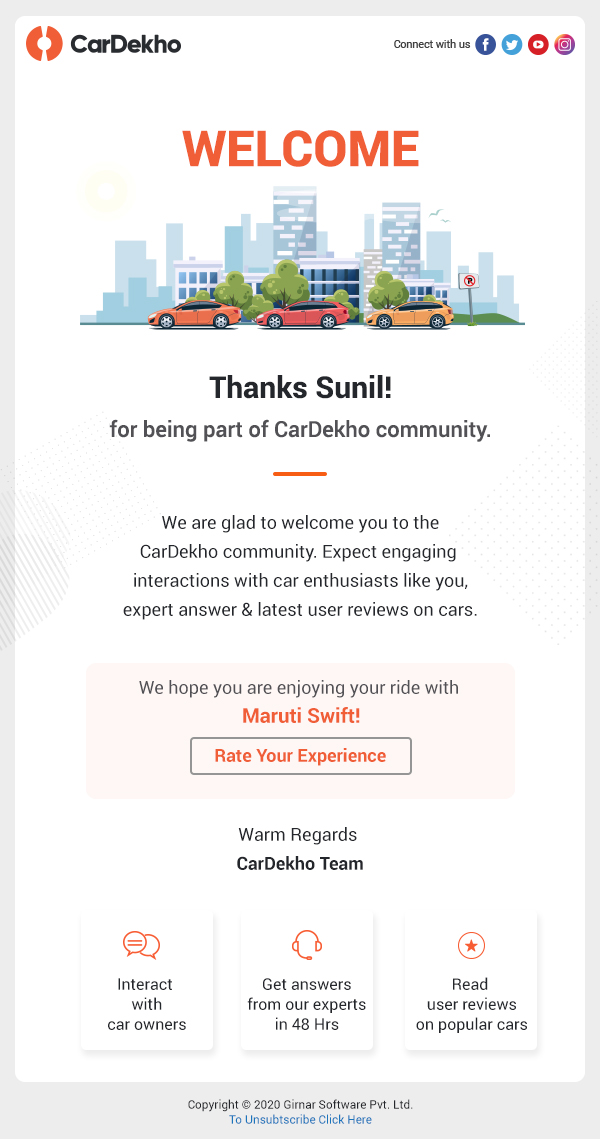 CarDekho
Connect with us
WELCOME
Thanks Sunil!
for being part of CarDekho community.
We are glad to welcome you to the
CarDekho community. Expect engaging
interactions with car enthusiasts like you,
expert answer & latest user reviews on cars.
We hope you are enjoying your ride with
Maruti Swift!
Rate Your Experience
Warm Regards
CarDekho Team
Interact
with
car owners
Get answers
from our experts
in 48 Hrs
Read
user reviews
on popular cars
Copyright © 2020 Girnar Software Pvt. Ltd.
To Unsubtscribe Click Here